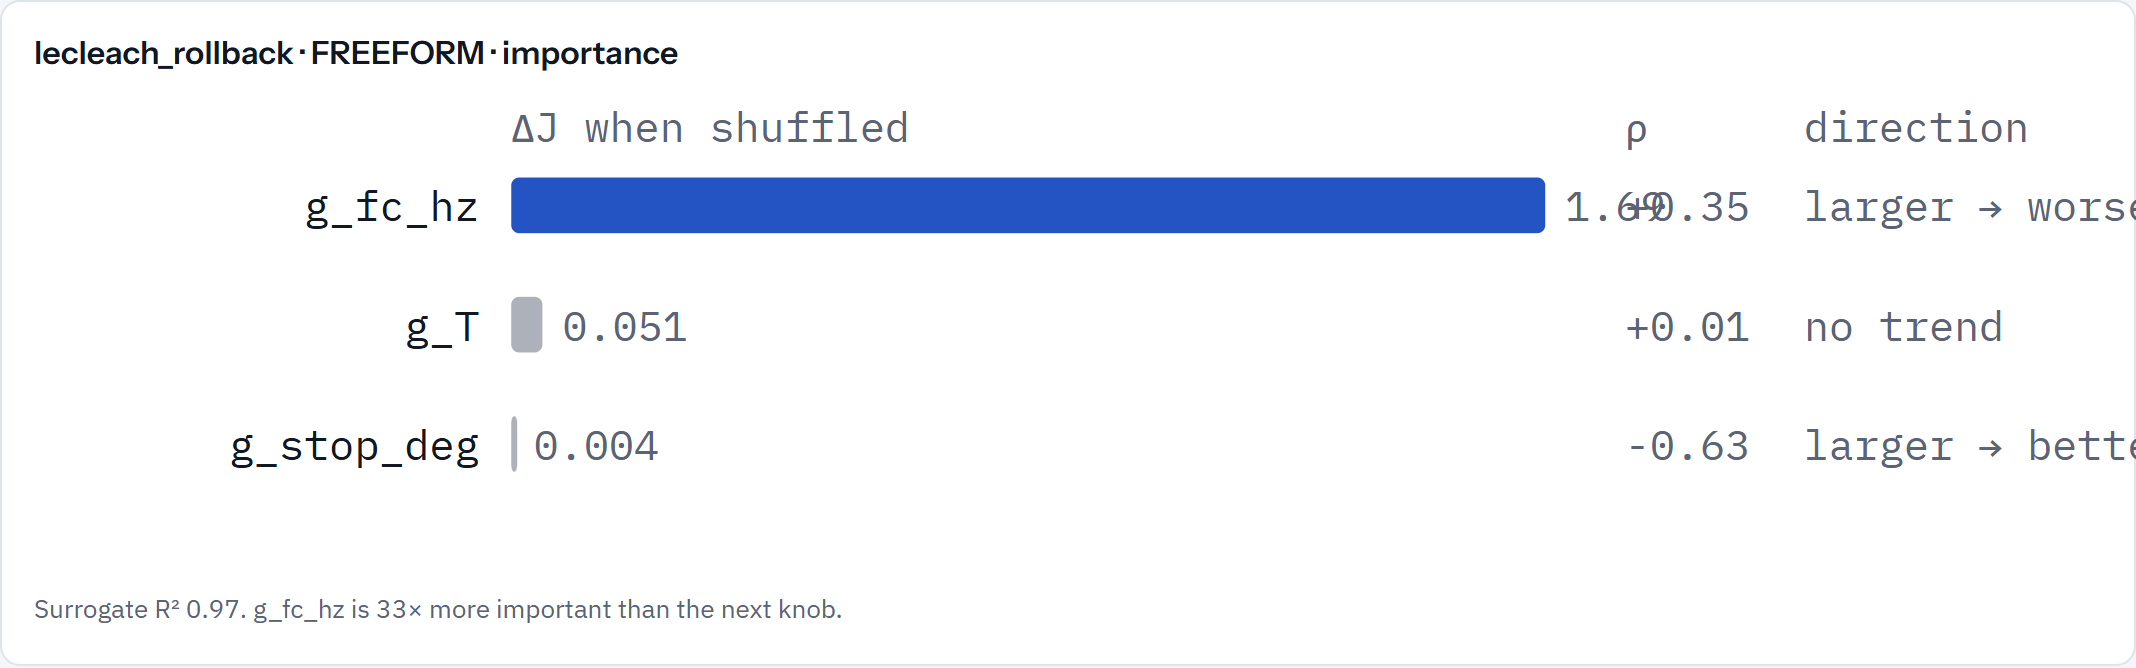 lecleach_rollback · FREEFORM · importance
ΔJ when shuffled ρ direction
g_fc_hz 1.69 +0.35 larger → worse
g_T 0.051 +0.01 no trend
g_stop_deg 0.004 -0.63 larger → bette
Surrogate R² 0.97. g_fc_hz is 33× more important than the next knob.